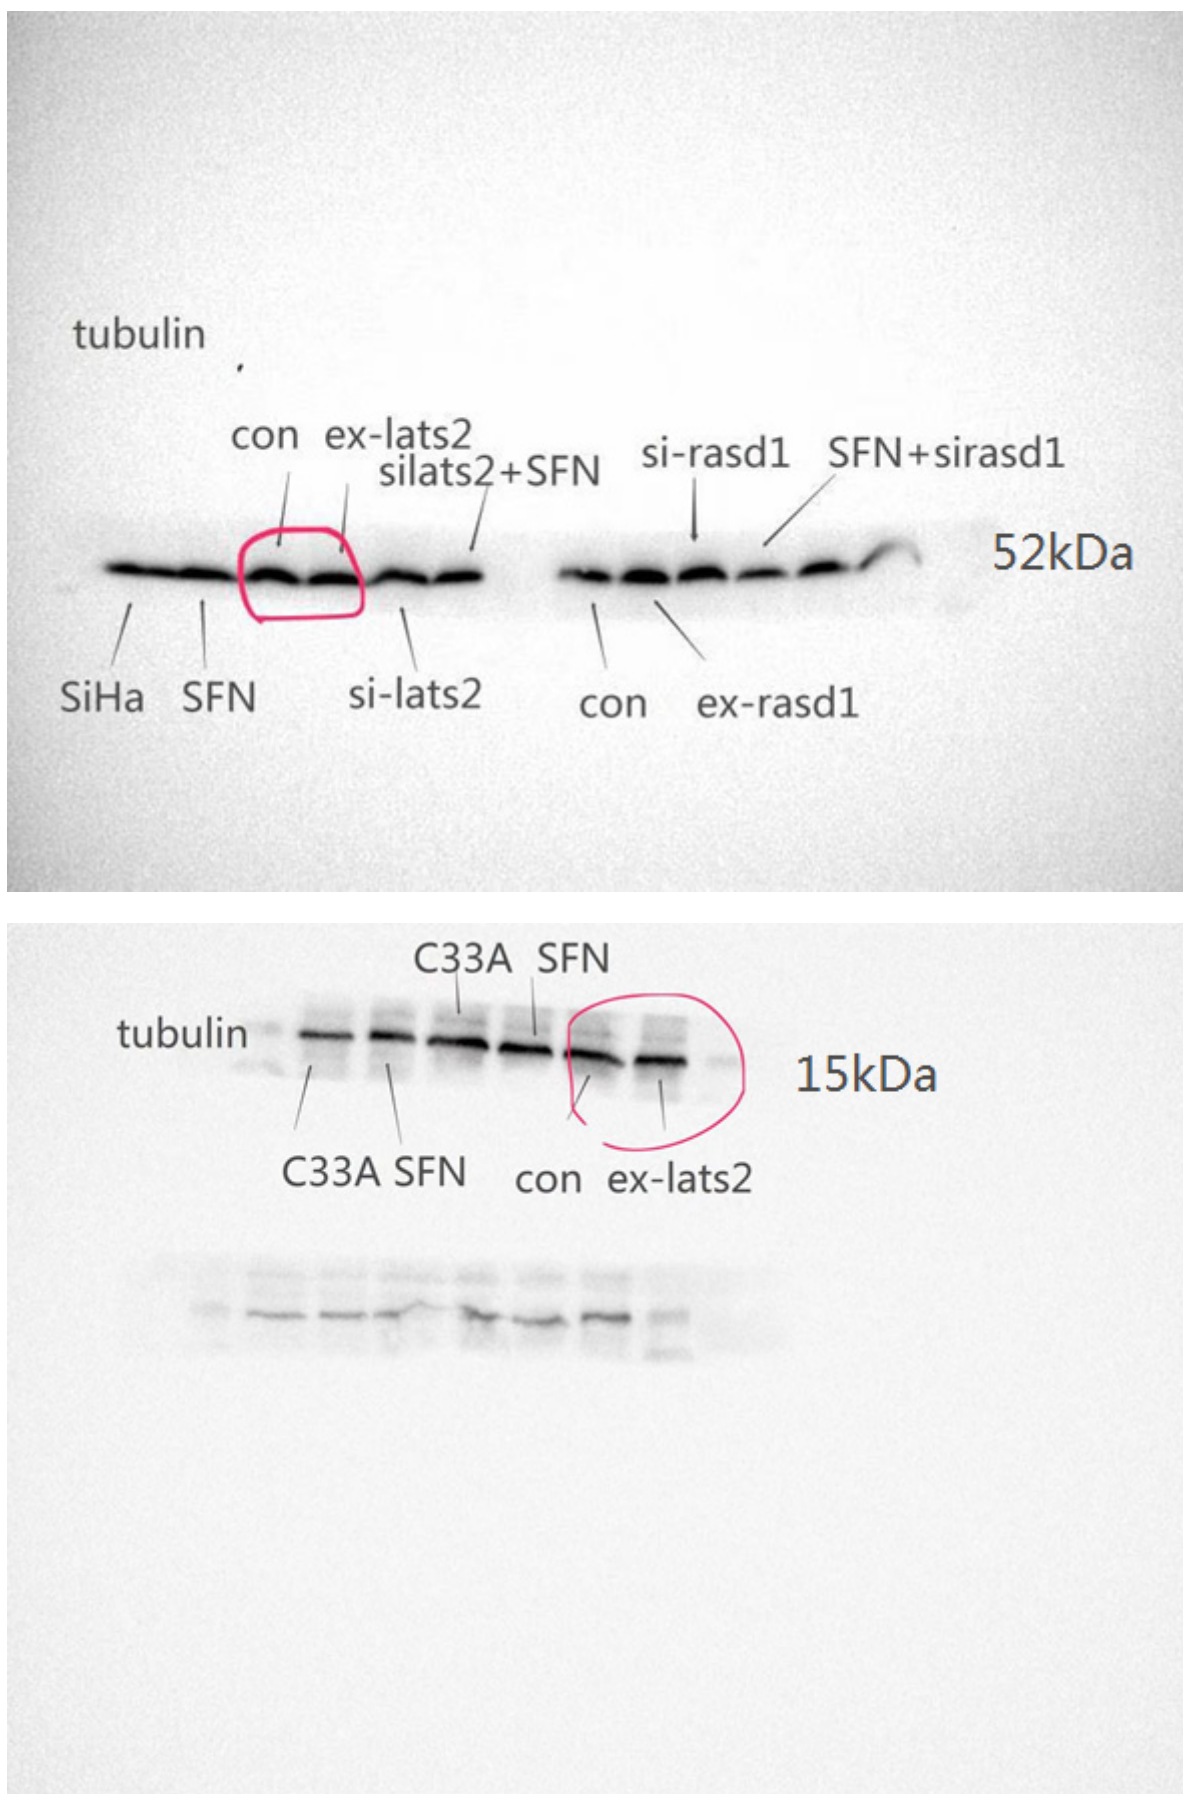 tubulin
con ex-lats2
silats2+SFN
si-rasd1 SFN+sirasd1
52kDa
SiHa SFN si-lats2
con ex-rasd1
C33A SFN
tubulin
15kDa
C33A SFN con ex-lats2